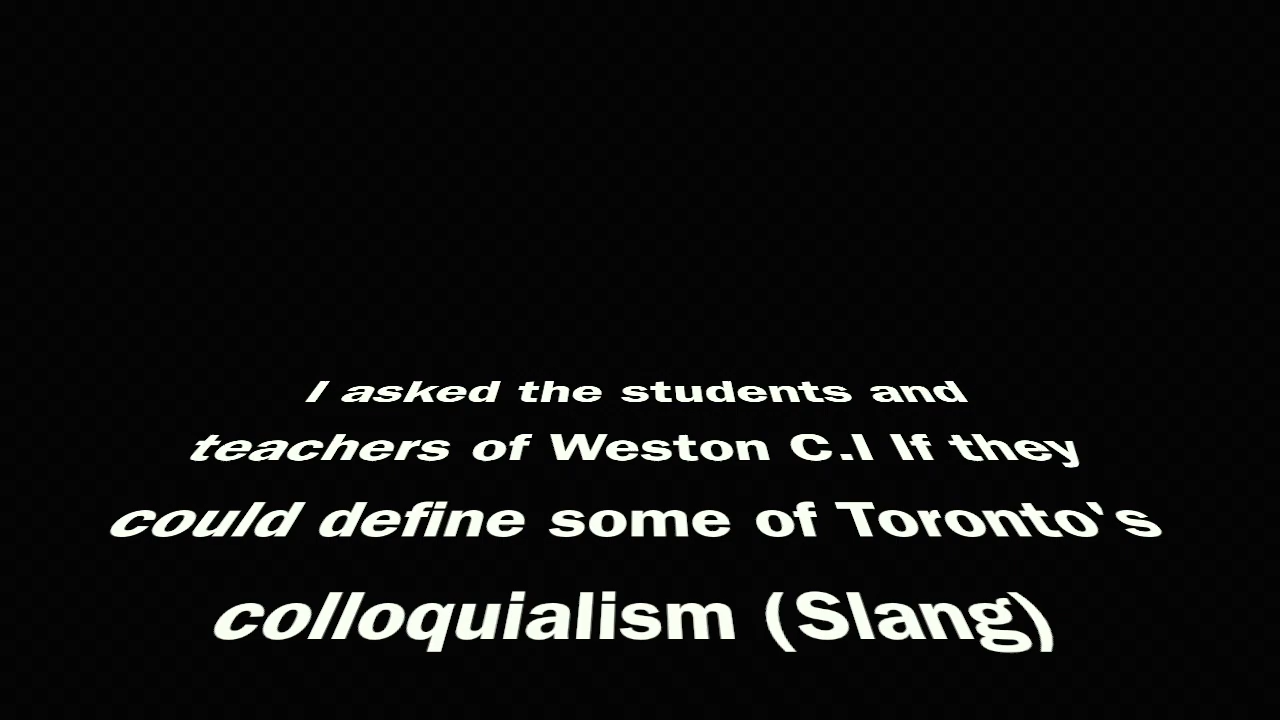 I asked the students and
teachers of Weston C.I If they
could define some of Toronto's
colloquialism (Slang)